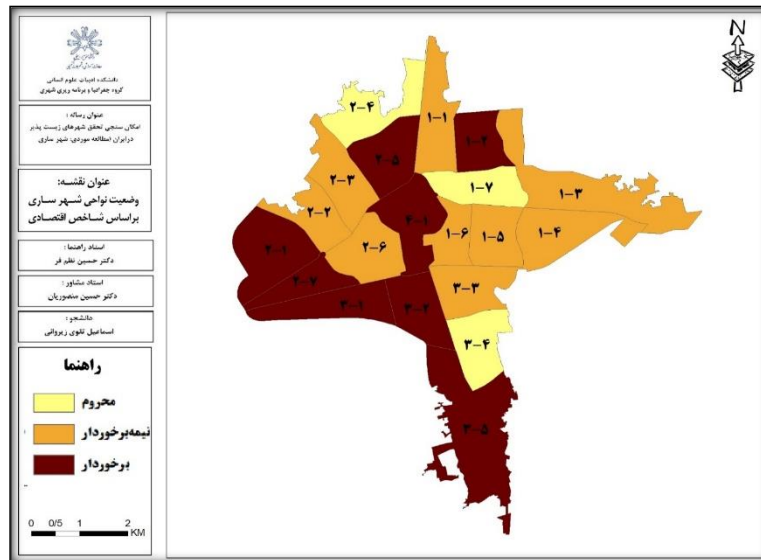 دانشکده ادبیات علوم انسانی
گروه جغرافیا و برنامه ریزی شهری
عنوان رساله :
امکان سنجی تحقق شهرهای زیست پذیر
درایران (مطالعه موردی: شهر ساری)
عنوان نقشه:
وضعیت نواحی شهر ساری
براساس شاخص اقتصادی
استاد راهنما :
دکتر حسین نظم فر
استاد مشاور :
دکتر حسین منصوریان
دانشجو :
اسماعیل تقوی زیروانی
راهنما
محروم
نیمه برخوردار
برخوردار
0 0/5 1 2
KM
N
۲-۴
۱-۱
۱-۲
۲-۵
۲-۳
۱-۷
۱-۳
۲-۲
۴-۱
۲-۶
۱-۶
۱-۵
۱-۴
۲-۱
۲-۷
۳-۳
۳-۱
۳-۲
۳-۴
۳-۵